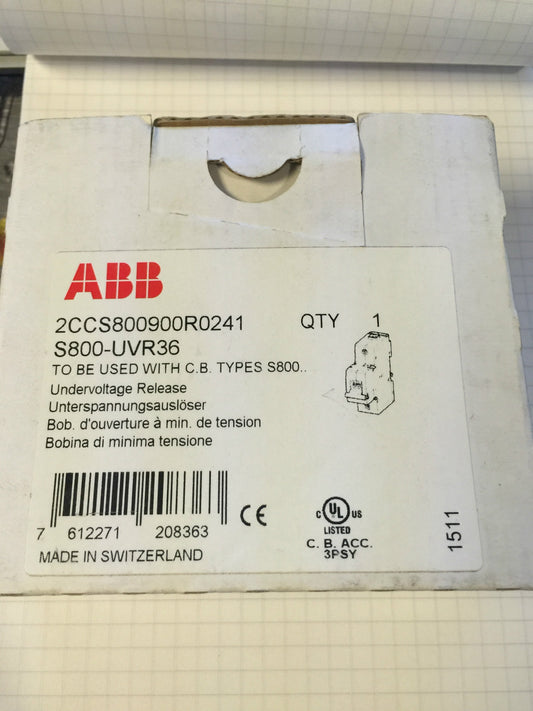 ABB
2CCS800900R0241 QTY 1
S800-UVR36
TO BE USED WITH C.B. TYPES S800..
Undervoltage Release
Unterspannungsauslöser
Bob. d'ouverture à min. de tension
Bobina di minima tensione
7 612271 208363
CE
C UL US
LISTED
C. B. ACC.
3PSY
MADE IN SWITZERLAND
1511